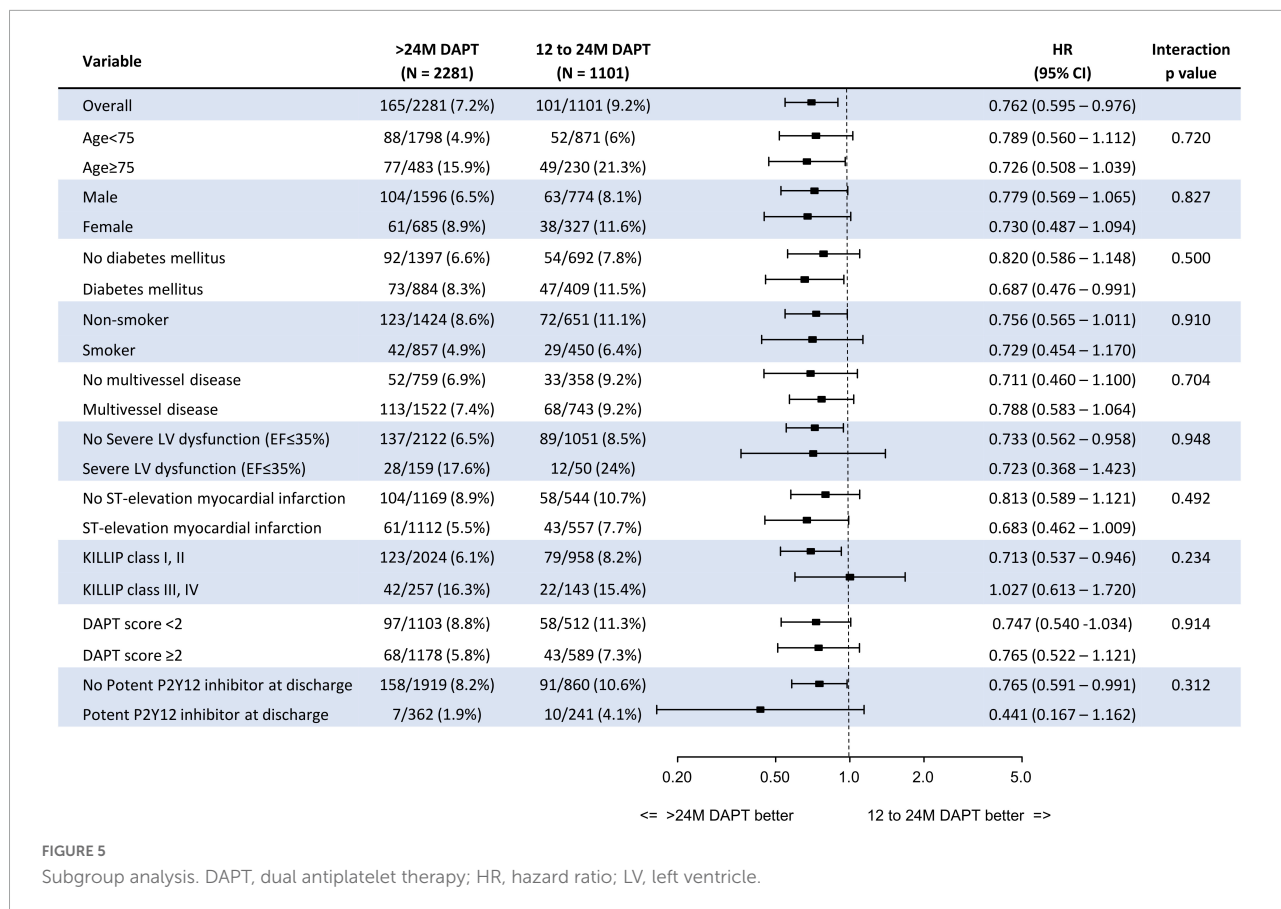 Variable >24M DAPT 12 to 24M DAPT HR Interaction
(N = 2281) (N = 1101) (95% CI) p value
Overall 165/2281 (7.2%) 101/1101 (9.2%) 0.762 (0.595 – 0.976)
Age<75 88/1798 (4.9%) 52/871 (6%) 0.789 (0.560 – 1.112) 0.720
Age≥75 77/483 (15.9%) 49/230 (21.3%) 0.726 (0.508 – 1.039)
Male 104/1596 (6.5%) 63/774 (8.1%) 0.779 (0.569 – 1.065) 0.827
Female 61/685 (8.9%) 38/327 (11.6%) 0.730 (0.487 – 1.094)
No diabetes mellitus 92/1397 (6.6%) 54/692 (7.8%) 0.820 (0.586 – 1.148) 0.500
Diabetes mellitus 73/884 (8.3%) 47/409 (11.5%) 0.687 (0.476 – 0.991)
Non-smoker 123/1424 (8.6%) 72/651 (11.1%) 0.756 (0.565 – 1.011) 0.910
Smoker 42/857 (4.9%) 29/450 (6.4%) 0.729 (0.454 – 1.170)
No multivessel disease 52/759 (6.9%) 33/358 (9.2%) 0.711 (0.460 – 1.100) 0.704
Multivessel disease 113/1522 (7.4%) 68/743 (9.2%) 0.788 (0.583 – 1.064)
No Severe LV dysfunction (EF≤35%) 137/2122 (6.5%) 89/1051 (8.5%) 0.733 (0.562 – 0.958) 0.948
Severe LV dysfunction (EF≤35%) 28/159 (17.6%) 12/50 (24%) 0.723 (0.368 – 1.423)
No ST-elevation myocardial infarction 104/1169 (8.9%) 58/544 (10.7%) 0.813 (0.589 – 1.121) 0.492
ST-elevation myocardial infarction 61/1112 (5.5%) 43/557 (7.7%) 0.683 (0.462 – 1.009)
KILLIP class I, II 123/2024 (6.1%) 79/958 (8.2%) 0.713 (0.537 – 0.946) 0.234
KILLIP class III, IV 42/257 (16.3%) 22/143 (15.4%) 1.027 (0.613 – 1.720)
DAPT score <2 97/1103 (8.8%) 58/512 (11.3%) 0.747 (0.540 -1.034) 0.914
DAPT score ≥2 68/1178 (5.8%) 43/589 (7.3%) 0.765 (0.522 – 1.121)
No Potent P2Y12 inhibitor at discharge 158/1919 (8.2%) 91/860 (10.6%) 0.765 (0.591 – 0.991) 0.312
Potent P2Y12 inhibitor at discharge 7/362 (1.9%) 10/241 (4.1%) 0.441 (0.167 – 1.162)
0.20 0.50 1.0 2.0 5.0
<= >24M DAPT better 12 to 24M DAPT better =>
FIGURE 5
Subgroup analysis. DAPT, dual antiplatelet therapy; HR, hazard ratio; LV, left ventricle.